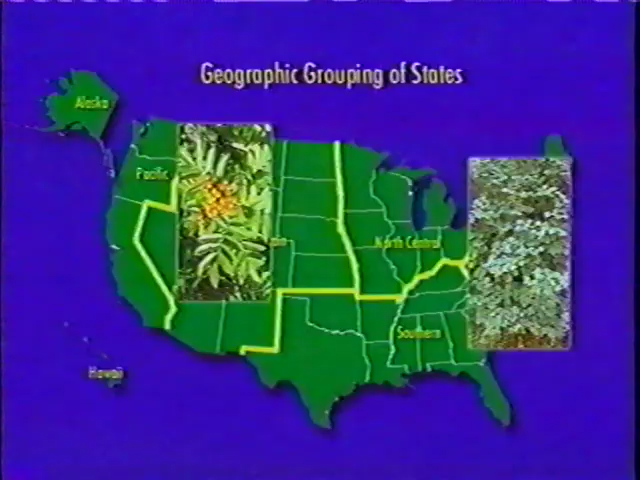 Geographic Grouping of States
Alaska
Pacific
North Central
Southern
Hawaii